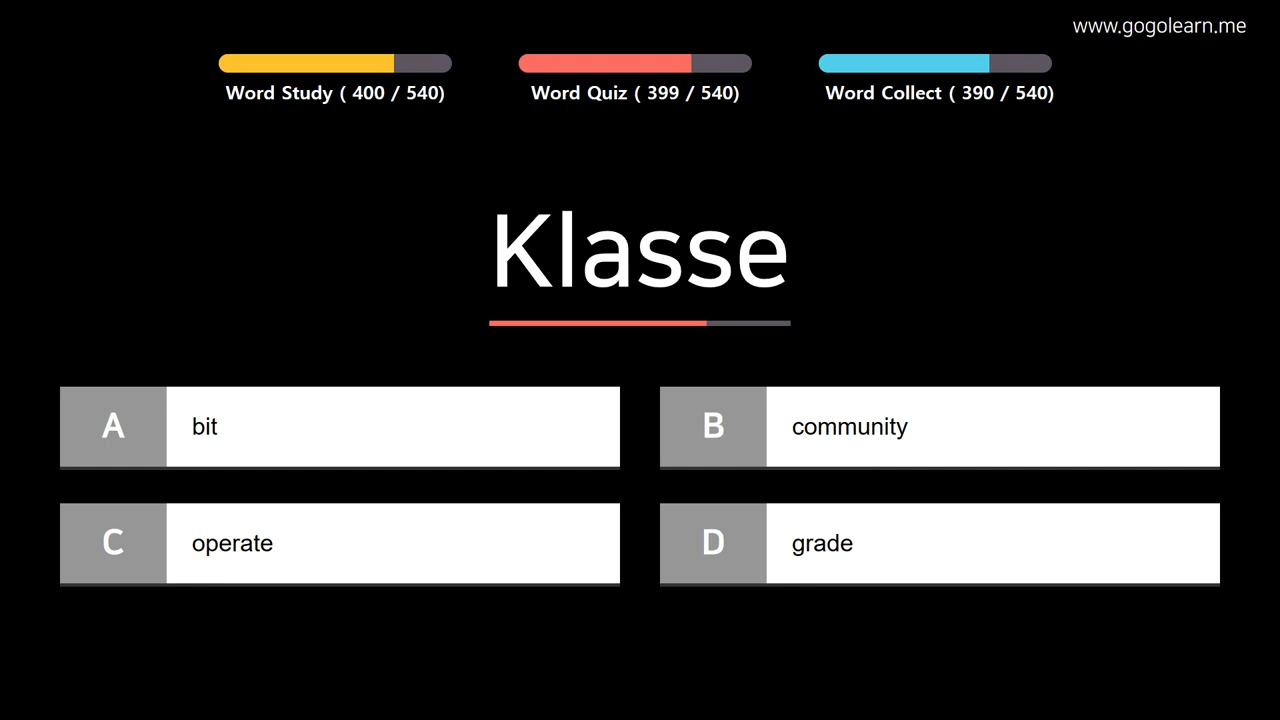 www.gogolearn.me
Word Study ( 400 / 540)
Word Quiz ( 399 / 540)
Word Collect ( 390 / 540)
Klasse
A bit
B community
C operate
D grade